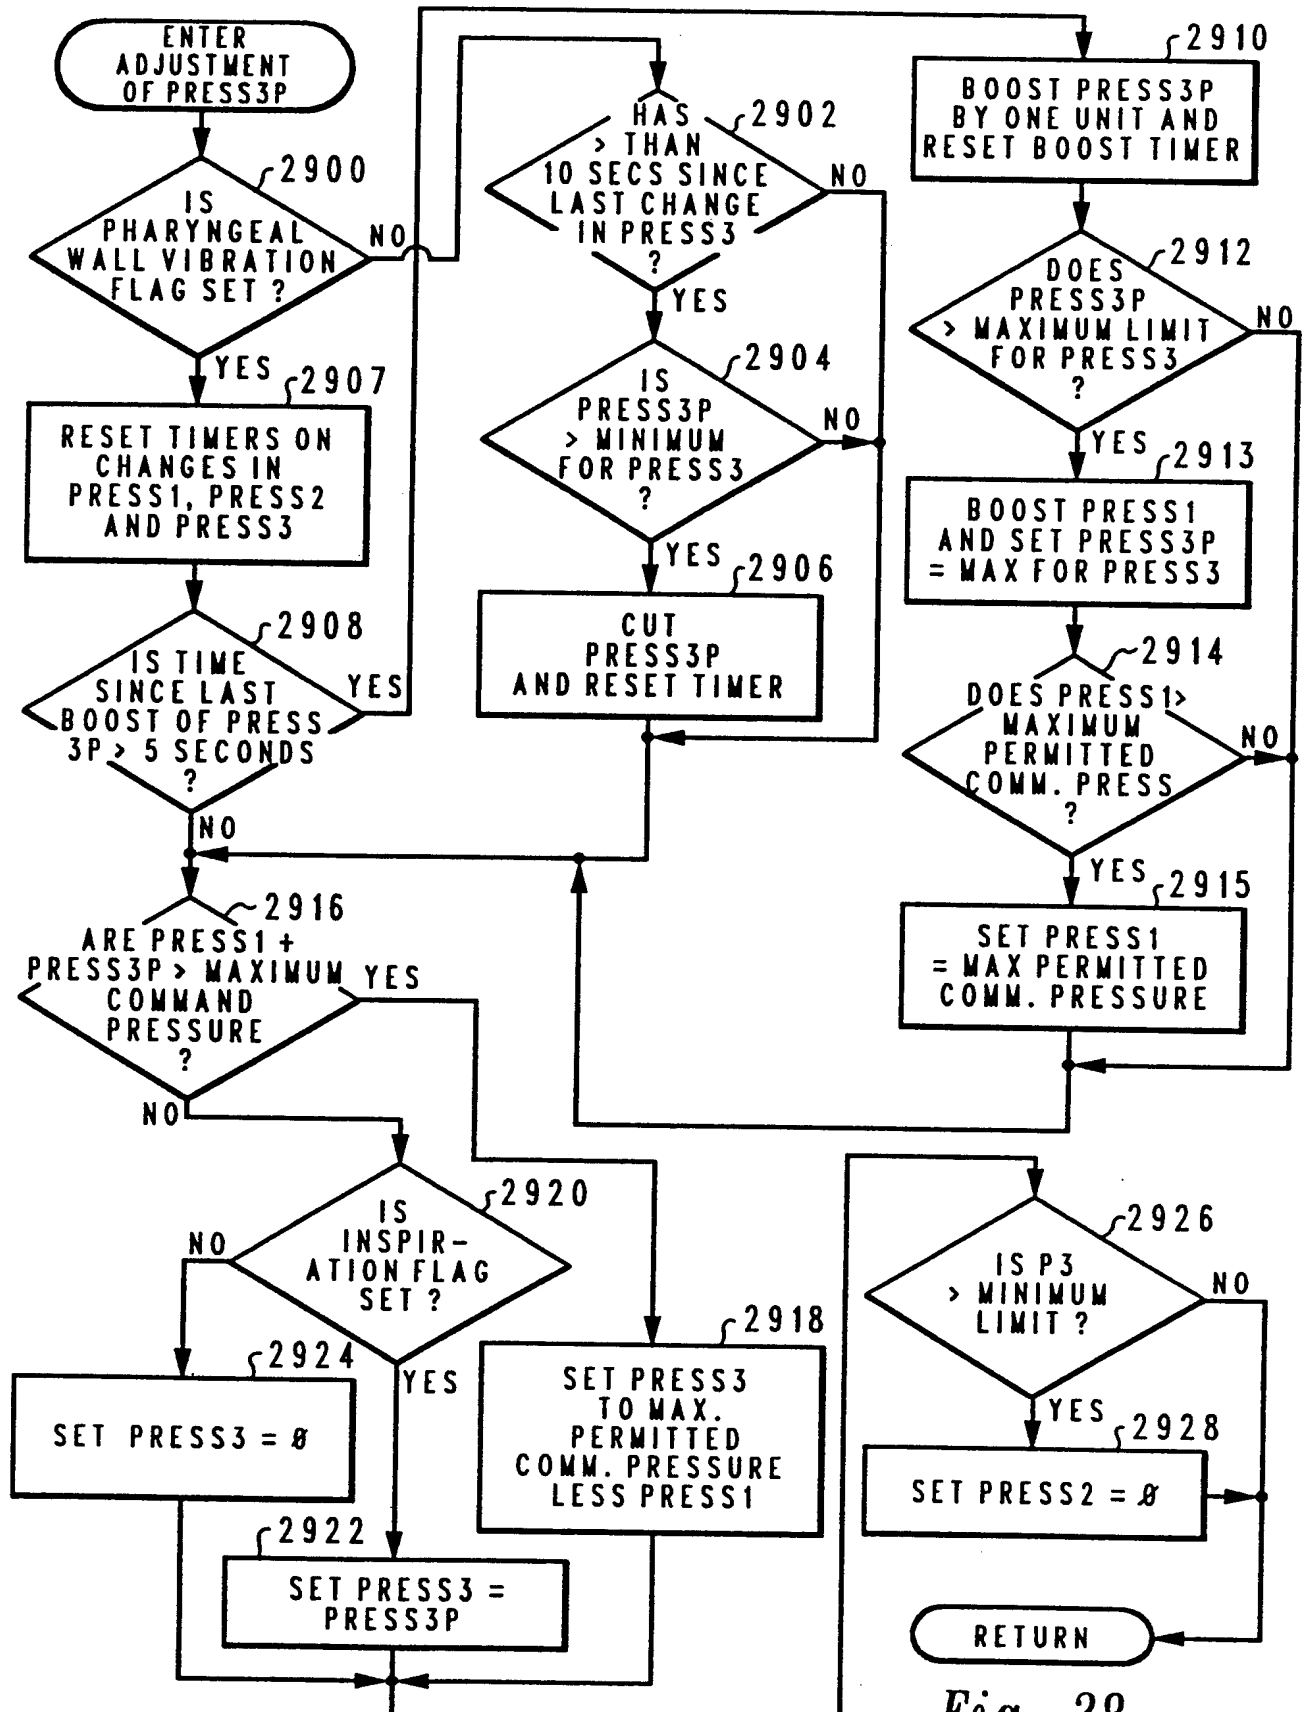 ENTER
ADJUSTMENT
OF PRESS3P
2900
IS
PHARYNGEAL
WALL VIBRATION
FLAG SET ?
NO
YES
2907
RESET TIMERS ON
CHANGES IN
PRESS1, PRESS2
AND PRESS3
2908
IS TIME
SINCE LAST
BOOST OF PRESS
3P > 5 SECONDS
?
YES
NO
2902
HAS
> THAN
10 SECS SINCE
LAST CHANGE
IN PRESS3
?
NO
YES
2904
IS
PRESS3P
> MINIMUM
FOR PRESS3
?
NO
YES
2906
CUT
PRESS3P
AND RESET TIMER
2910
BOOST PRESS3P
BY ONE UNIT AND
RESET BOOST TIMER
2912
DOES
PRESS3P
> MAXIMUM LIMIT
FOR PRESS3
?
NO
YES
2913
BOOST PRESS1
AND SET PRESS3P
= MAX FOR PRESS3
2914
DOES PRESS1>
MAXIMUM
PERMITTED
COMM. PRESS
?
NO
YES
2915
SET PRESS1
= MAX PERMITTED
COMM. PRESSURE
2916
ARE PRESS1 +
PRESS3P > MAXIMUM
COMMAND
PRESSURE
?
YES
NO
2920
IS
INSPIR-
ATION FLAG
SET ?
NO
YES
2924
SET PRESS3 = 0
2922
SET PRESS3 =
PRESS3P
2918
SET PRESS3
TO MAX.
PERMITTED
COMM. PRESSURE
LESS PRESS1
2926
IS P3
> MINIMUM
LIMIT ?
NO
YES
2928
SET PRESS2 = 0
RETURN
Fig. 29